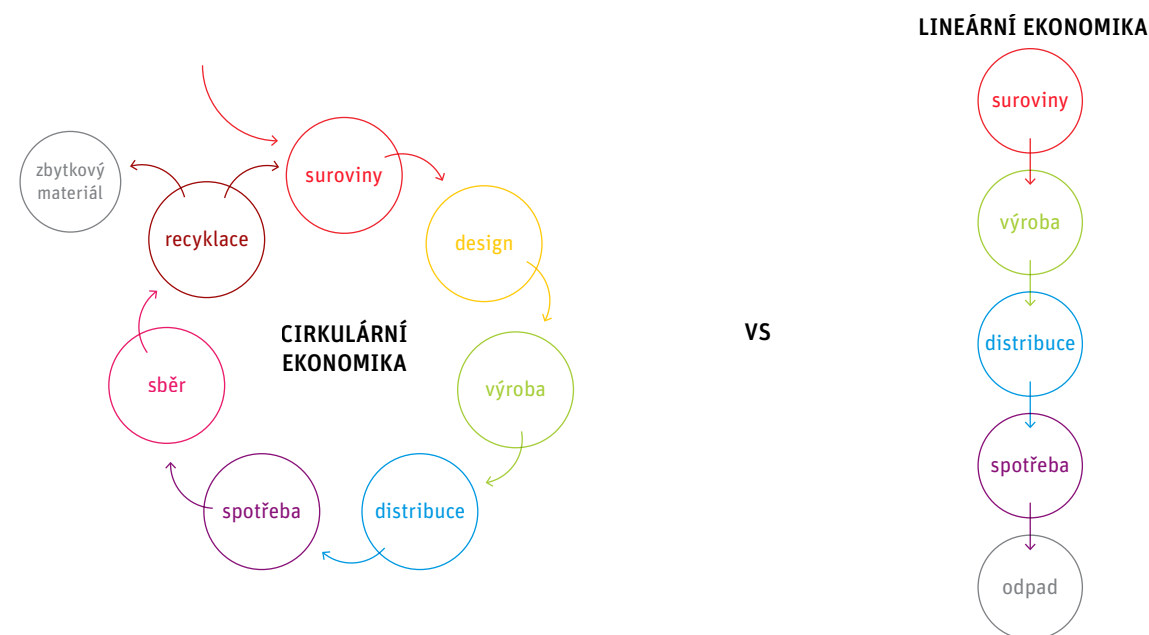 CIRKULÁRNÍ
EKONOMIKA
suroviny
design
výroba
distribuce
spotřeba
sběr
recyklace
zbytkový
materiál
VS
LINEÁRNÍ EKONOMIKA
suroviny
výroba
distribuce
spotřeba
odpad